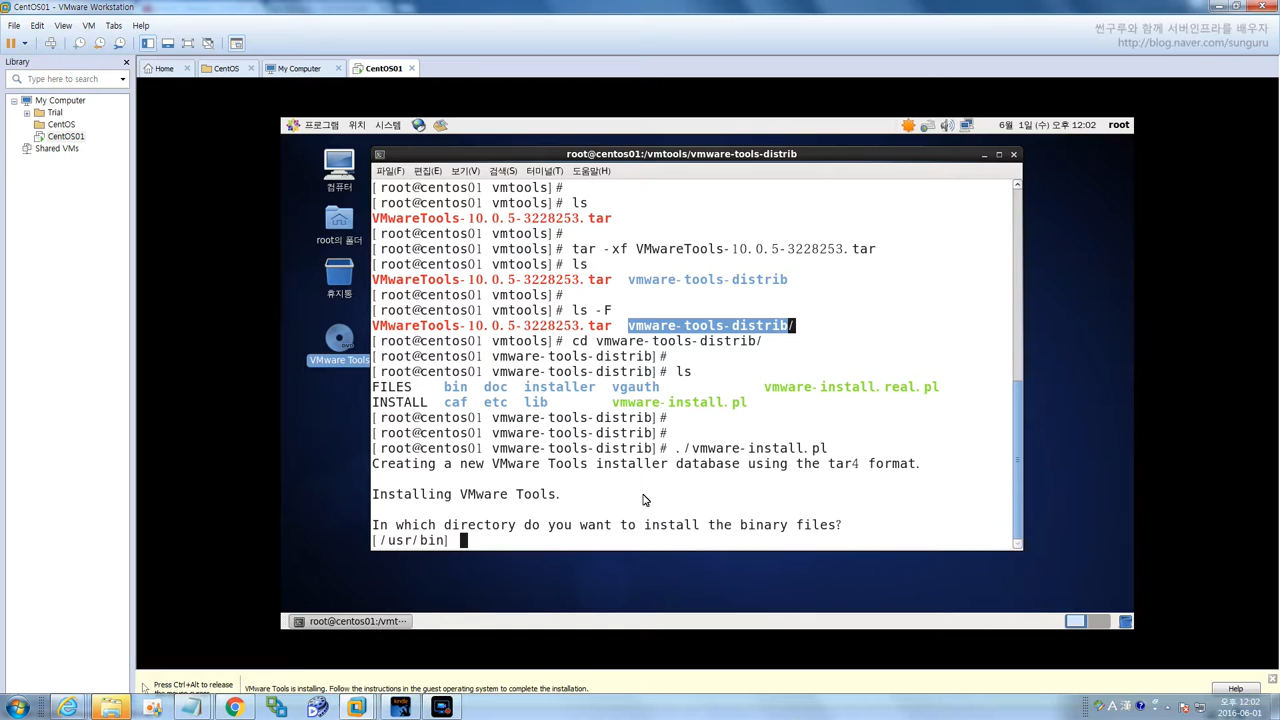 CentOS01 - VMware Workstation
File Edit View VM Tabs Help
썬구루와 함께 서버인프라를 배우자
http://blog.naver.com/sunguru
Library
Type here to search
My Computer
Trial
CentOS
CentOS01
Shared VMs
Home CentOS My Computer CentOS01
프로그램 위치 시스템 6월 1일 (수) 오후 12:02 root
컴퓨터
root의 폴더
휴지통
VMware Tools
root@centos01:/vmtools/vmware-tools-distrib
파일(F) 편집(E) 보기(V) 검색(S) 터미널(T) 도움말(H)
[root@centos01 vmtools]#
[root@centos01 vmtools]# ls
VMwareTools-10.0.5-3228253.tar
[root@centos01 vmtools]#
[root@centos01 vmtools]# tar -xf VMwareTools-10.0.5-3228253.tar
[root@centos01 vmtools]# ls
VMwareTools-10.0.5-3228253.tar vmware-tools-distrib
[root@centos01 vmtools]#
[root@centos01 vmtools]# ls -F
VMwareTools-10.0.5-3228253.tar vmware-tools-distrib/
[root@centos01 vmtools]# cd vmware-tools-distrib/
[root@centos01 vmware-tools-distrib]#
[root@centos01 vmware-tools-distrib]# ls
FILES bin doc installer vgauth vmware-install.real.pl
INSTALL caf etc lib vmware-install.pl
[root@centos01 vmware-tools-distrib]#
[root@centos01 vmware-tools-distrib]#
[root@centos01 vmware-tools-distrib]# ./vmware-install.pl
Creating a new VMware Tools installer database using the tar4 format.
Installing VMware Tools.
In which directory do you want to install the binary files?
[/usr/bin]
root@centos01:/vmt…
Press Ctrl+Alt to release
VMware Tools is installing. Follow the instructions in the guest operating system to complete the installation.
Help
A 漢
오후 12:02
2016-06-01